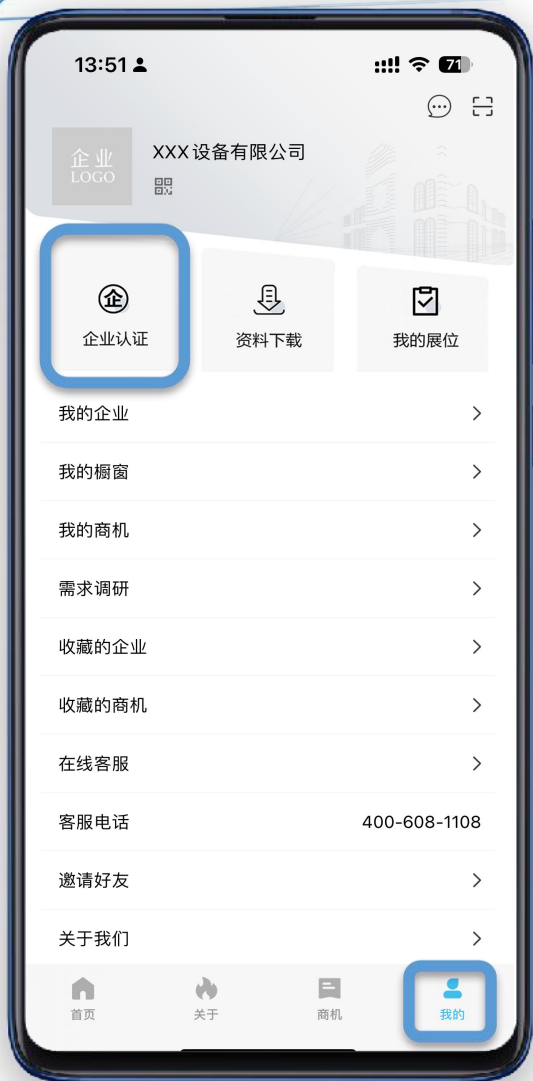 13:51
71
企业
LOGO
XXX设备有限公司
企
企业认证
资料下载
我的展位
我的企业
我的橱窗
我的商机
需求调研
收藏的企业
收藏的商机
在线客服
客服电话
400-608-1108
邀请好友
关于我们
首页
关于
商机
我的